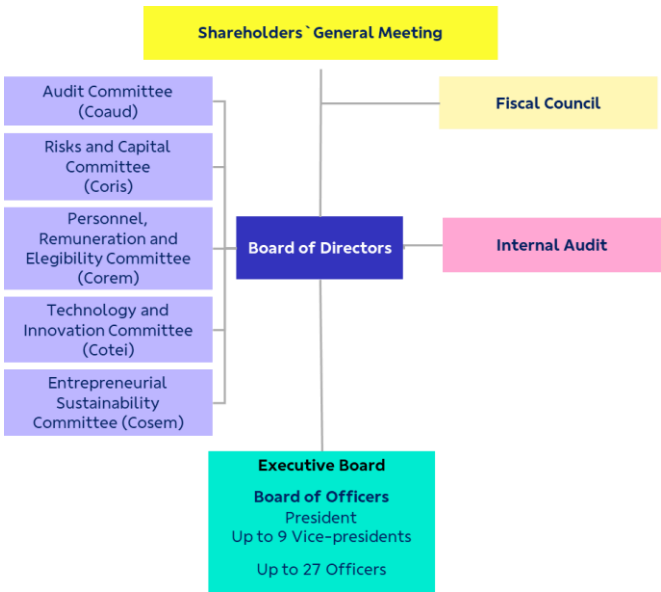 Shareholders`General Meeting
Audit Committee
(Coaud)
Fiscal Council
Risks and Capital
Committee
(Coris)
Personnel,
Remuneration and
Elegibility Committee
(Corem)
Board of Directors
Internal Audit
Technology and
Innovation Committee
(Cotei)
Entrepreneurial
Sustainability
Committee (Cosem)
Executive Board
Board of Officers
President
Up to 9 Vice-presidents
Up to 27 Officers